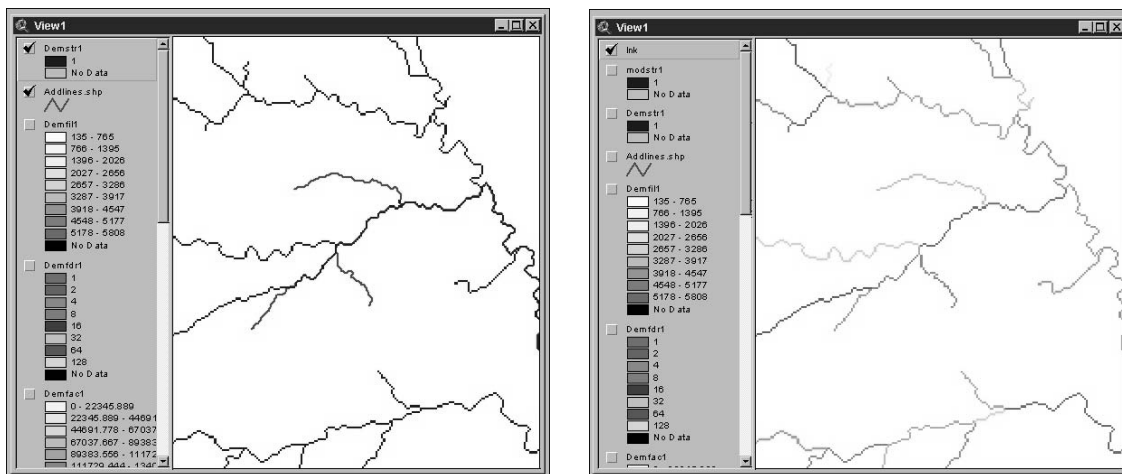 View1
Demstr1
1
No Data
Addlines.shp
Demfil1
135 - 765
766 - 1395
1396 - 2026
2027 - 2656
2657 - 3286
3287 - 3917
3918 - 4547
4548 - 5177
5178 - 5808
No Data
Demfdr1
1
2
4
8
16
32
64
128
No Data
Demfac1
0 - 22345.889
22345.889 - 44691
44691.778 - 67037
67037.667 - 89383
89383.556 - 11172
111729.444 - 1340
View1
lnk
modstr1
1
No Data
Demstr1
1
No Data
Addlines.shp
Demfil1
135 - 765
766 - 1395
1396 - 2026
2027 - 2656
2657 - 3286
3287 - 3917
3918 - 4547
4548 - 5177
5178 - 5808
No Data
Demfdr1
1
2
4
8
16
32
64
128
No Data
Demfac1